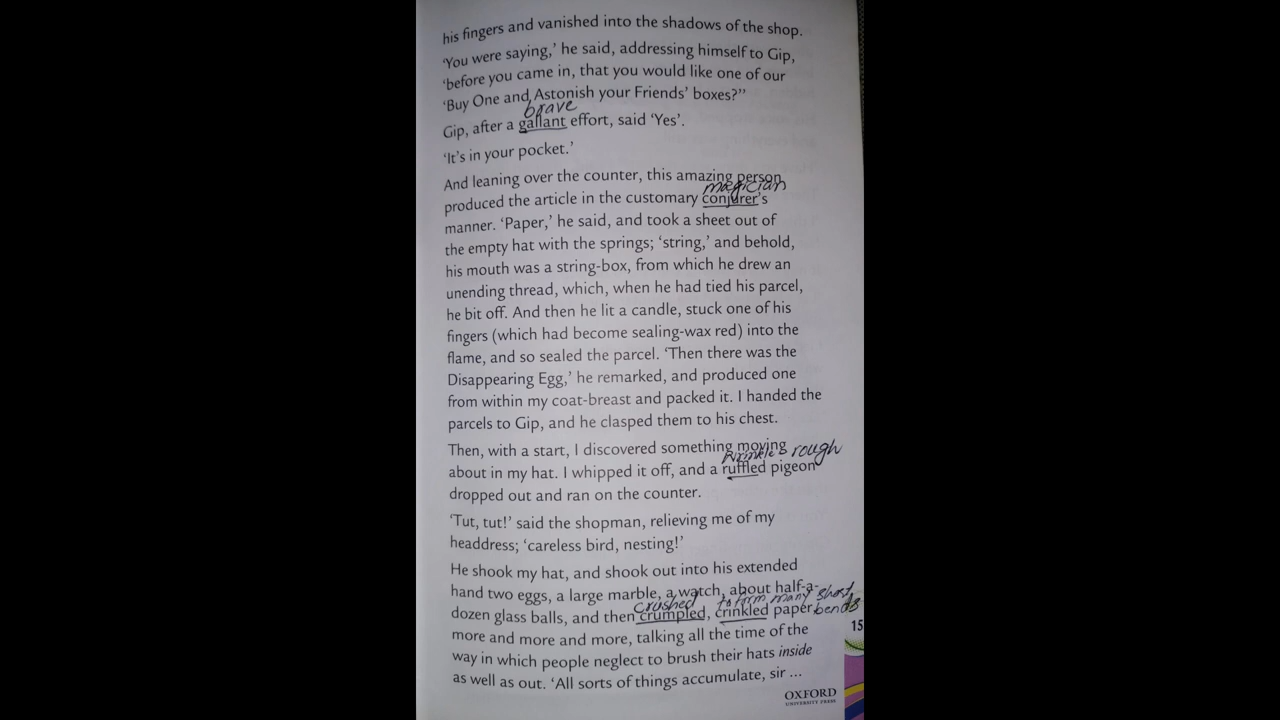 his fingers and vanished into the shadows of the shop.
‘You were saying,’ he said, addressing himself to Gip,
‘before you came in, that you would like one of our
‘Buy One and Astonish your Friends’ boxes?”
brave
Gip, after a gallant effort, said ‘Yes’.
‘It’s in your pocket.’
And leaning over the counter, this amazing person
magician
produced the article in the customary conjurer’s
manner. ‘Paper,’ he said, and took a sheet out of
the empty hat with the springs; ‘string,’ and behold,
his mouth was a string-box, from which he drew an
unending thread, which, when he had tied his parcel,
he bit off. And then he lit a candle, stuck one of his
fingers (which had become sealing-wax red) into the
flame, and so sealed the parcel. ‘Then there was the
Disappearing Egg,’ he remarked, and produced one
from within my coat-breast and packed it. I handed the
parcels to Gip, and he clasped them to his chest.
Then, with a start, I discovered something moving
wrinkle rough
about in my hat. I whipped it off, and a ruffled pigeon
dropped out and ran on the counter.
‘Tut, tut!’ said the shopman, relieving me of my
headdress; ‘careless bird, nesting!’
He shook my hat, and shook out into his extended
hand two eggs, a large marble, a watch, about half-a-
crushed to form many short bends
dozen glass balls, and then crumpled, crinkled paper,
more and more and more, talking all the time of the
way in which people neglect to brush their hats inside
as well as out. ‘All sorts of things accumulate, sir ...
15
OXFORD
UNIVERSITY PRESS